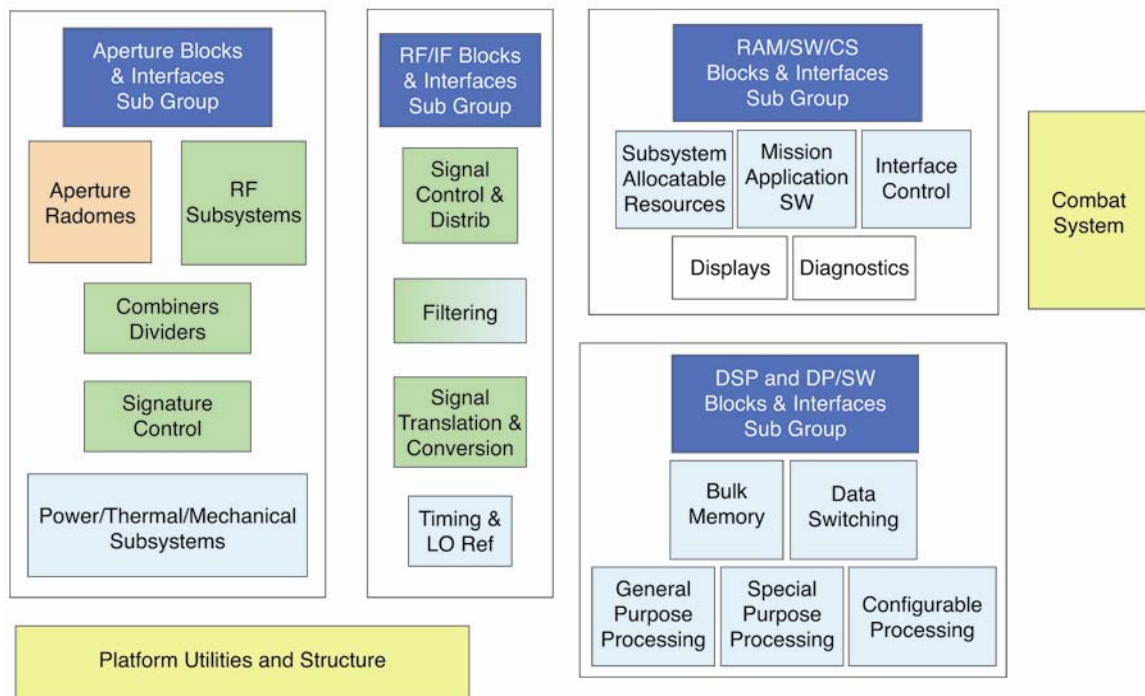 Aperture Blocks
& Interfaces
Sub Group
Aperture
Radomes
RF
Subsystems
Combiners
Dividers
Signature
Control
Power/Thermal/Mechanical
Subsystems
RF/IF Blocks
& Interfaces
Sub Group
Signal
Control &
Distrib
Filtering
Signal
Translation &
Conversion
Timing &
LO Ref
RAM/SW/CS
Blocks & Interfaces
Sub Group
Subsystem
Allocatable
Resources
Mission
Application
SW
Interface
Control
Displays
Diagnostics
Combat
System
DSP and DP/SW
Blocks & Interfaces
Sub Group
Bulk
Memory
Data
Switching
General
Purpose
Processing
Special
Purpose
Processing
Configurable
Processing
Platform Utilities and Structure